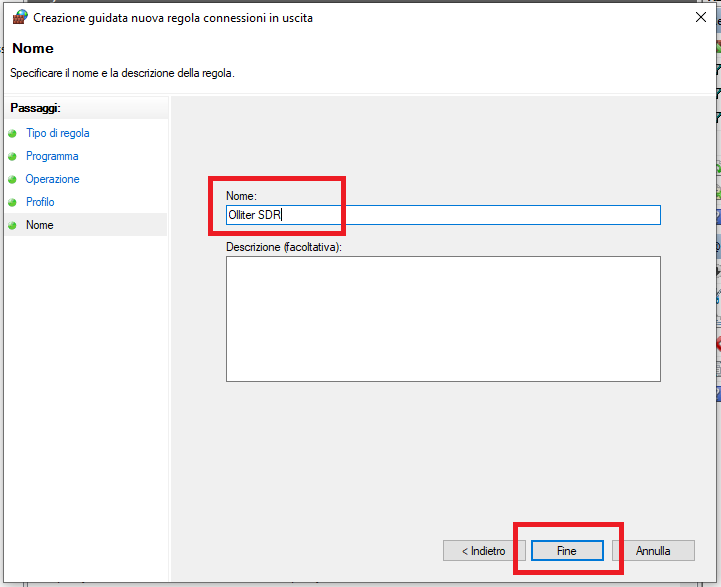 Creazione guidata nuova regola connessioni in uscita
Nome
Specificare il nome e la descrizione della regola.
Passaggi:
Tipo di regola
Programma
Operazione
Profilo
Nome
Nome:
Olliter SDR
Descrizione (facoltativa):
< Indietro
Fine
Annulla